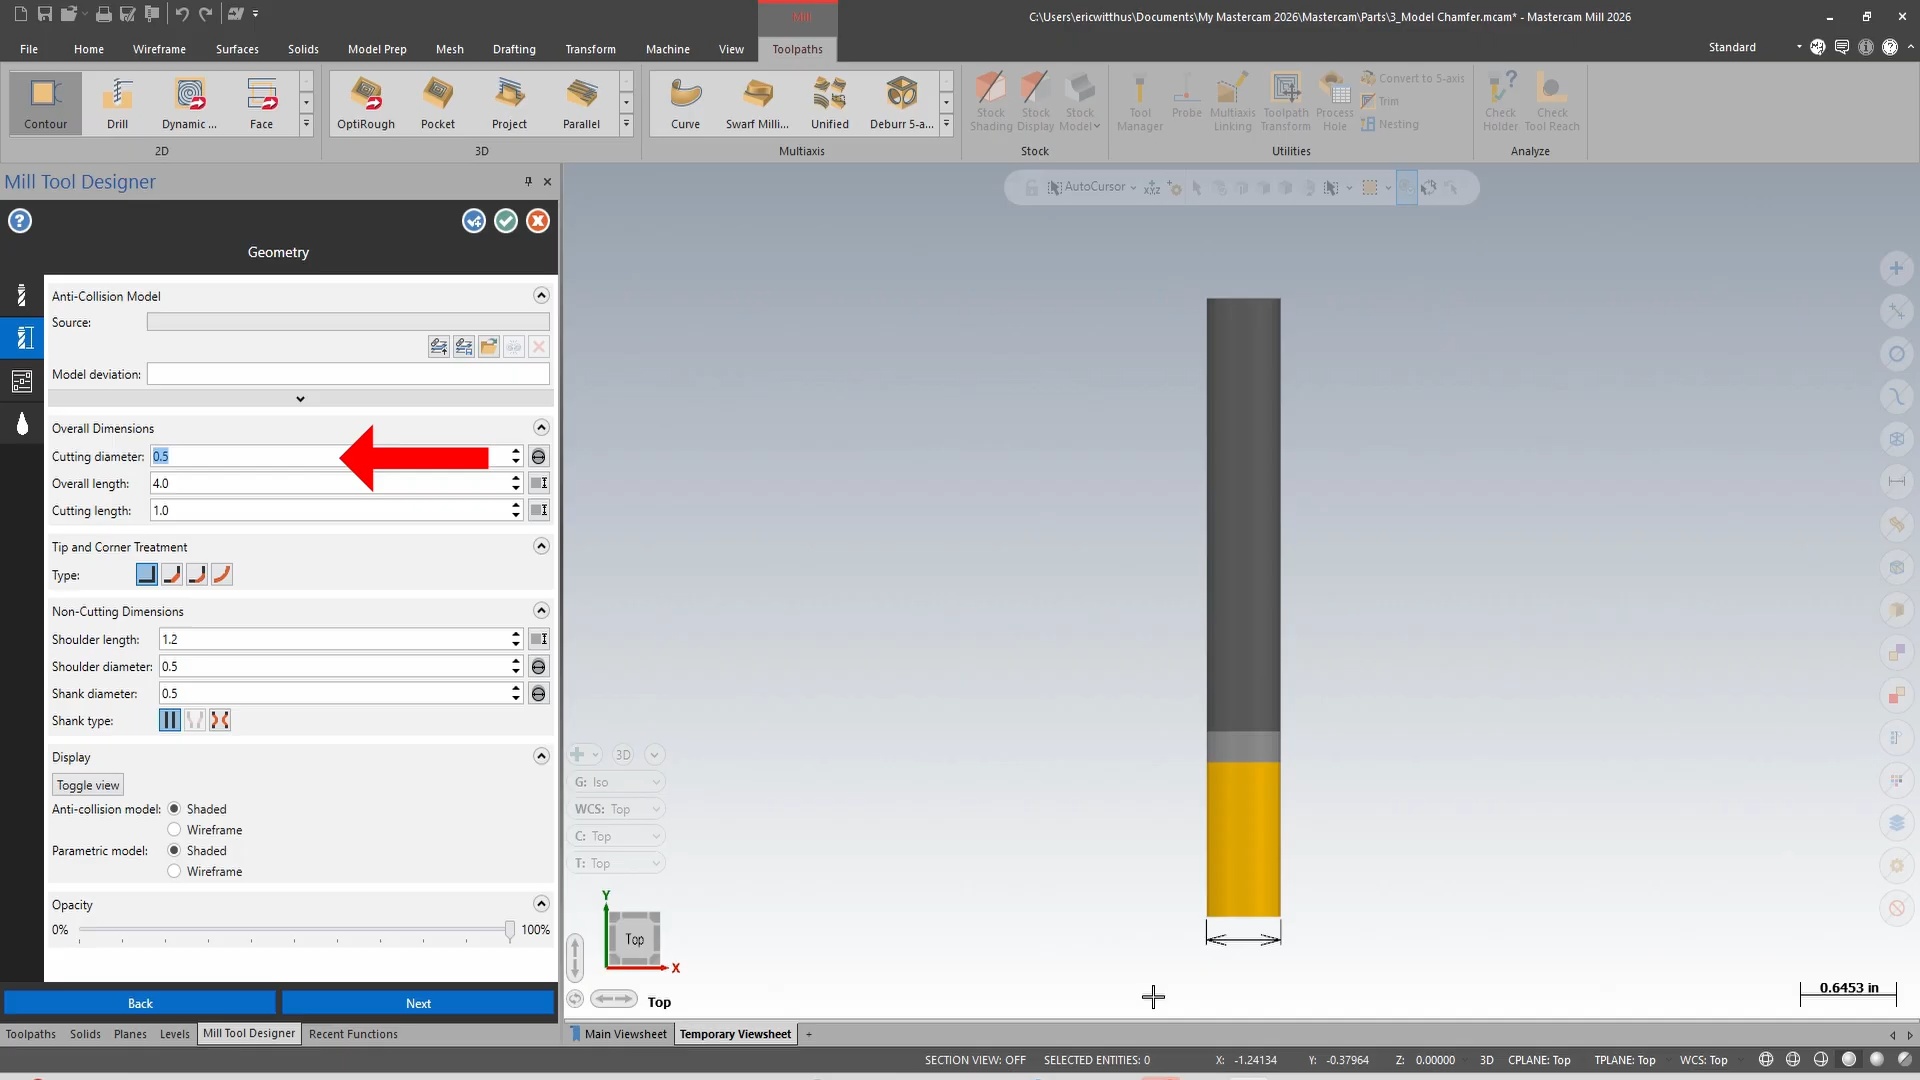 Mill
C:\Users\ericwitthus\Documents\My Mastercam 2026\Mastercam\Parts\3_Model Chamfer.mcam* - Mastercam Mill 2026
File Home Wireframe Surfaces Solids Model Prep Mesh Drafting Transform Machine View Toolpaths Standard
Contour Drill Dynamic ... Face
2D
OptiRough Pocket Project Parallel
3D
Curve Swarf Milli... Unified Deburr 5-a...
Multiaxis
Stock Shading Stock Display Stock Model
Stock
Tool Manager Probe Multiaxis Linking Toolpath Transform Process Hole
Convert to 5-axis
Trim
Nesting
Utilities
Check Holder Check Tool Reach
Analyze
Mill Tool Designer
AutoCursor
Geometry
Anti-Collision Model
Source:
Model deviation:
Overall Dimensions
Cutting diameter: 0.5
Overall length: 4.0
Cutting length: 1.0
Tip and Corner Treatment
Type:
Non-Cutting Dimensions
Shoulder length: 1.2
Shoulder diameter: 0.5
Shank diameter: 0.5
Shank type:
Display
Toggle view
Anti-collision model: Shaded
Wireframe
Parametric model: Shaded
Wireframe
Opacity
0% 100%
Back Next
3D
G: Iso
WCS: Top
C: Top
T: Top
Y
Top
X
Top
0.6453 in
Toolpaths Solids Planes Levels Mill Tool Designer Recent Functions
Main Viewsheet Temporary Viewsheet +
SECTION VIEW: OFF SELECTED ENTITIES: 0 X: -1.24134 Y: -0.37964 Z: 0.00000 3D CPLANE: Top TPLANE: Top WCS: Top